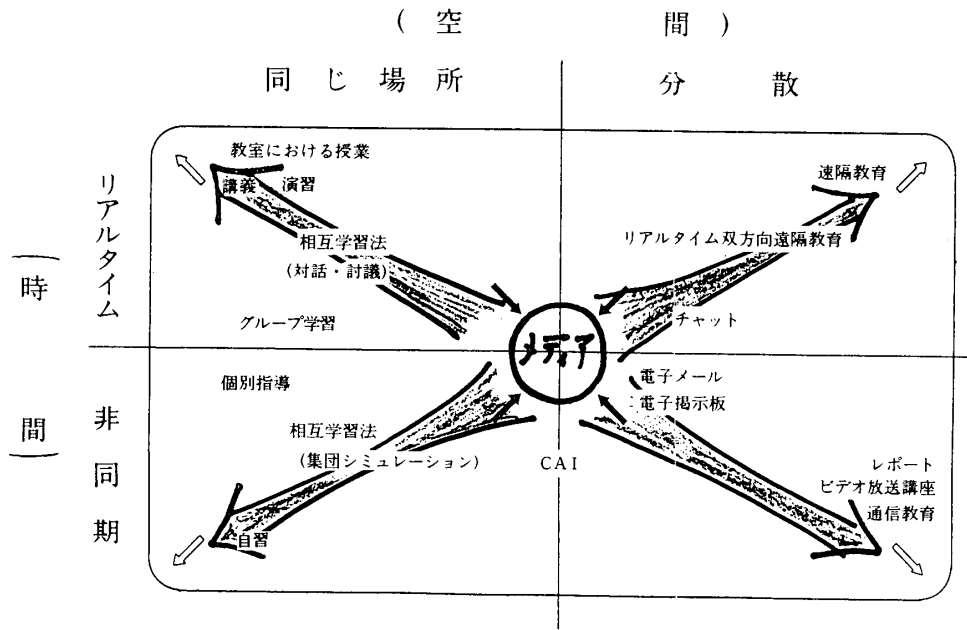 (空間)
同じ場所
分散
(時間)
リアルタイム
非同期
教室における授業
講義 演習
相互学習法
(対話・討議)
グループ学習
遠隔教育
リアルタイム双方向遠隔教育
チャット
メディア
個別指導
相互学習法
(集団シミュレーション)
自習
CAI
電子メール
電子掲示板
レポート
ビデオ放送講座
通信教育